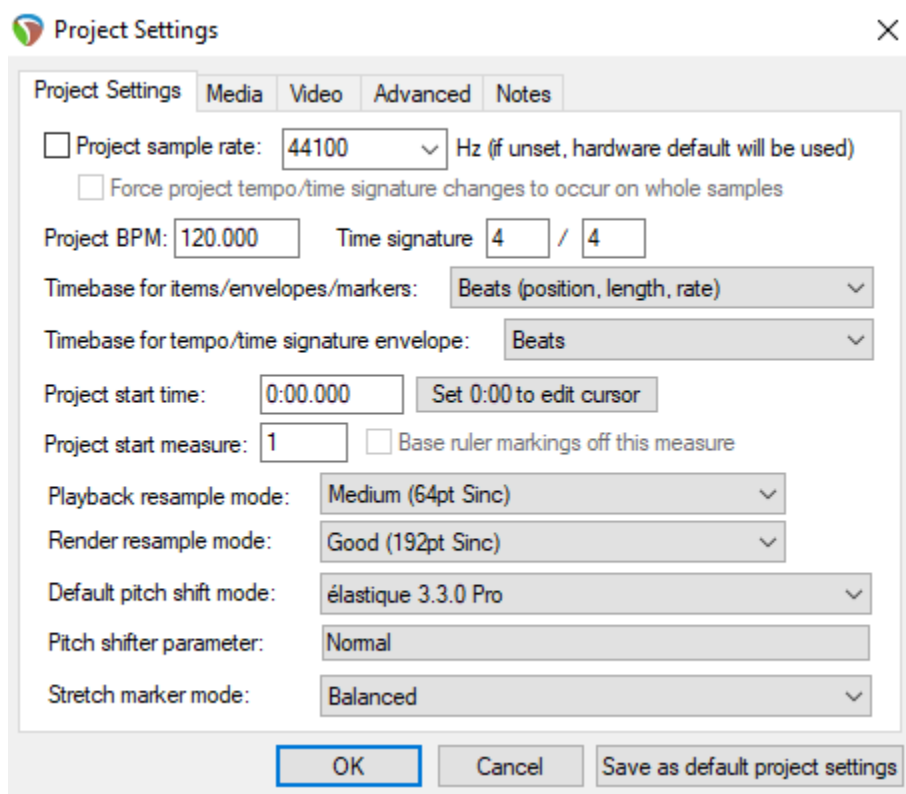 Project Settings
Project Settings Media Video Advanced Notes
Project sample rate: 44100 Hz (if unset, hardware default will be used)
Force project tempo/time signature changes to occur on whole samples
Project BPM: 120.000 Time signature 4 / 4
Timebase for items/envelopes/markers: Beats (position, length, rate)
Timebase for tempo/time signature envelope: Beats
Project start time: 0:00.000 Set 0:00 to edit cursor
Project start measure: 1 Base ruler markings off this measure
Playback resample mode: Medium (64pt Sinc)
Render resample mode: Good (192pt Sinc)
Default pitch shift mode: élastique 3.3.0 Pro
Pitch shifter parameter: Normal
Stretch marker mode: Balanced
OK Cancel Save as default project settings